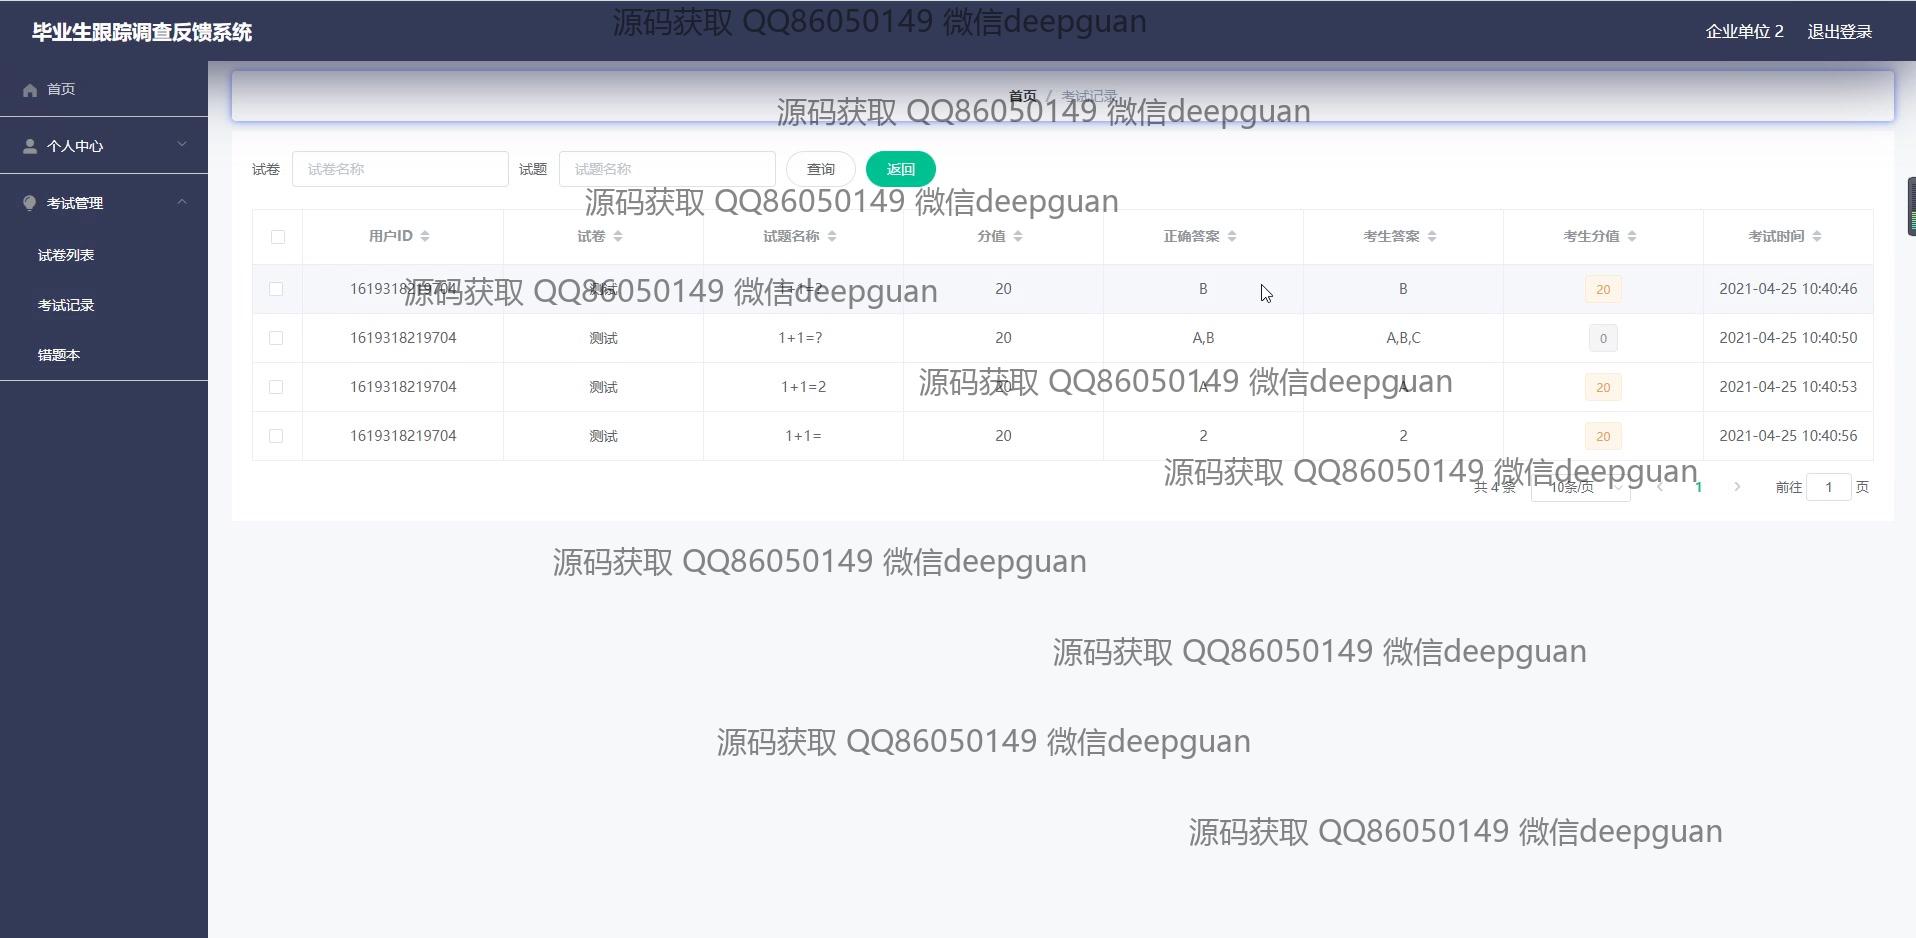 源码获取 QQ86050149 微信deepguan
毕业生跟踪调查反馈系统
企业单位 2 退出登录
首页
首页 / 考试记录
源码获取 QQ86050149 微信deepguan
个人中心
试卷 试卷名称 试题 试题名称 查询 返回
考试管理
源码获取 QQ86050149 微信deepguan
用户ID 试卷 试题名称 分值 正确答案 考生答案 考生分值 考试时间
试卷列表
1619318219704 测试 1+1=? 20 B B 20 2021-04-25 10:40:46
源码获取 QQ86050149 微信deepguan
考试记录
1619318219704 测试 1+1=? 20 A,B A,B,C 0 2021-04-25 10:40:50
错题本
1619318219704 测试 1+1=2 20 A A 20 2021-04-25 10:40:53
源码获取 QQ86050149 微信deepguan
1619318219704 测试 1+1= 20 2 2 20 2021-04-25 10:40:56
源码获取 QQ86050149 微信deepguan
共 4 条 10条/页 1 前往 1 页
源码获取 QQ86050149 微信deepguan
源码获取 QQ86050149 微信deepguan
源码获取 QQ86050149 微信deepguan
源码获取 QQ86050149 微信deepguan